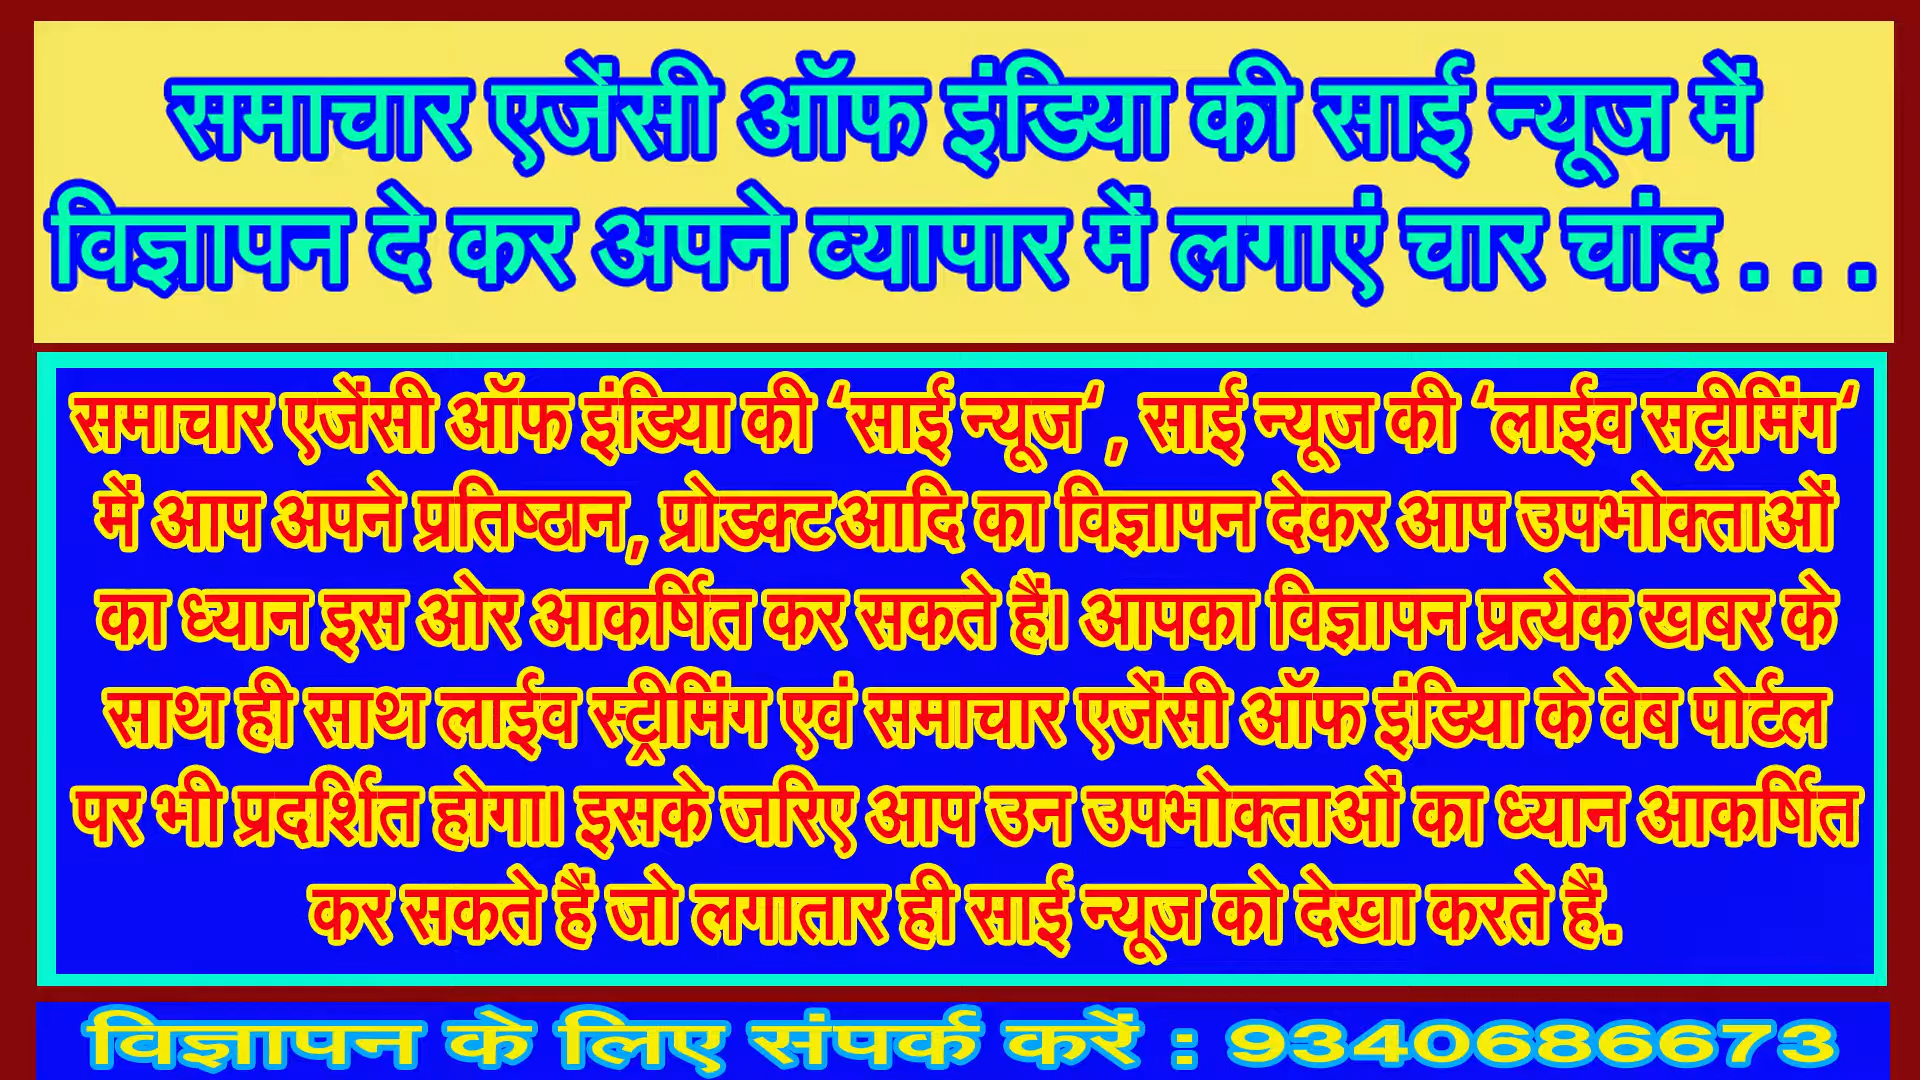 समाचार एजेंसी ऑफ इंडिया की साई न्यूज में
विज्ञापन दे कर अपने व्यापार में लगाएं चार चांद . . .
समाचार एजेंसी ऑफ इंडिया की ‘साई न्यूज‘, साई न्यूज की ‘लाईव सट्रीमिंग‘
में आप अपने प्रतिष्ठान, प्रोडक्ट आदि का विज्ञापन देकर आप उपभोक्ताओं
का ध्यान इस ओर आकर्षित कर सकते हैं। आपका विज्ञापन प्रत्येक खबर के
साथ ही साथ लाईव स्ट्रीमिंग एवं समाचार एजेंसी ऑफ इंडिया के वेब पोर्टल
पर भी प्रदर्शित होगा। इसके जरिए आप उन उपभोक्ताओं का ध्यान आकर्षित
कर सकते हैं जो लगातार ही साई न्यूज को देखा करते हैं.
विज्ञापन के लिए संपर्क करें : 9340686673